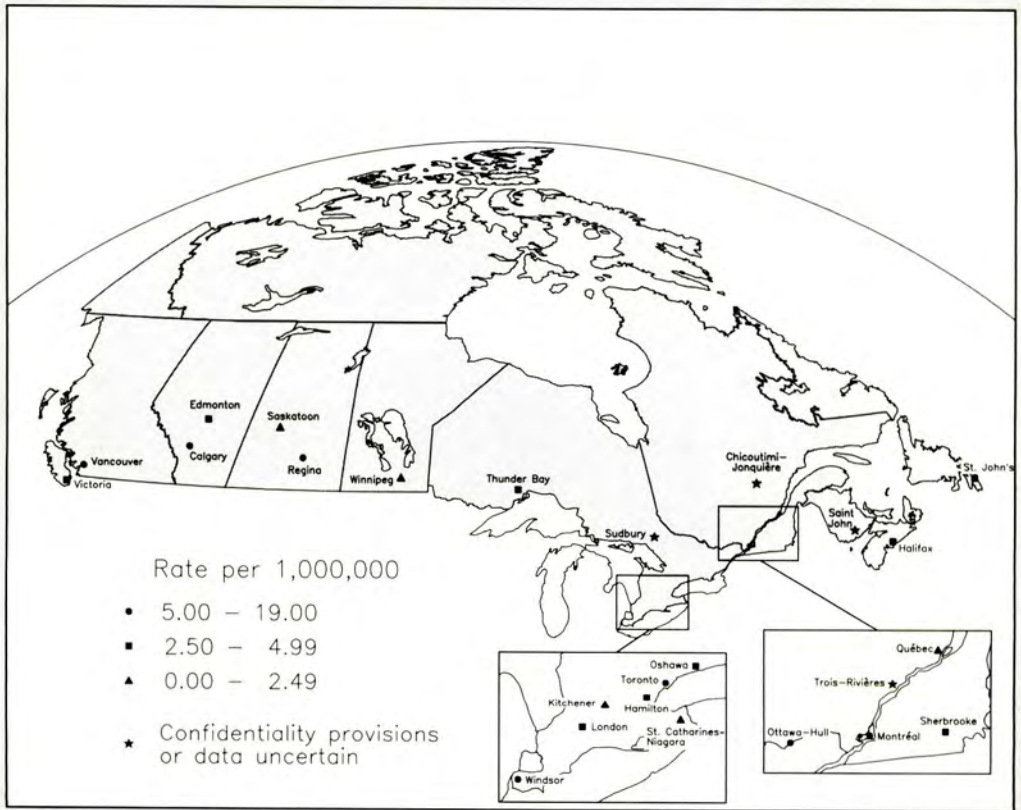 Edmonton
Saskatoon
Calgary
Vancouver
Victoria
Regina
Winnipeg
Thunder Bay
Sudbury
Chicoutimi-
Jonquière
St. John's
Saint
John
Halifax
Rate per 1,000,000
5.00 - 19.00
2.50 - 4.99
0.00 - 2.49
Confidentiality provisions
or data uncertain
Oshawa
Toronto
Kitchener
Hamilton
London
St. Catharines-
Niagara
Windsor
Québec
Trois-Rivières
Sherbrooke
Ottawa-Hull
Montréal